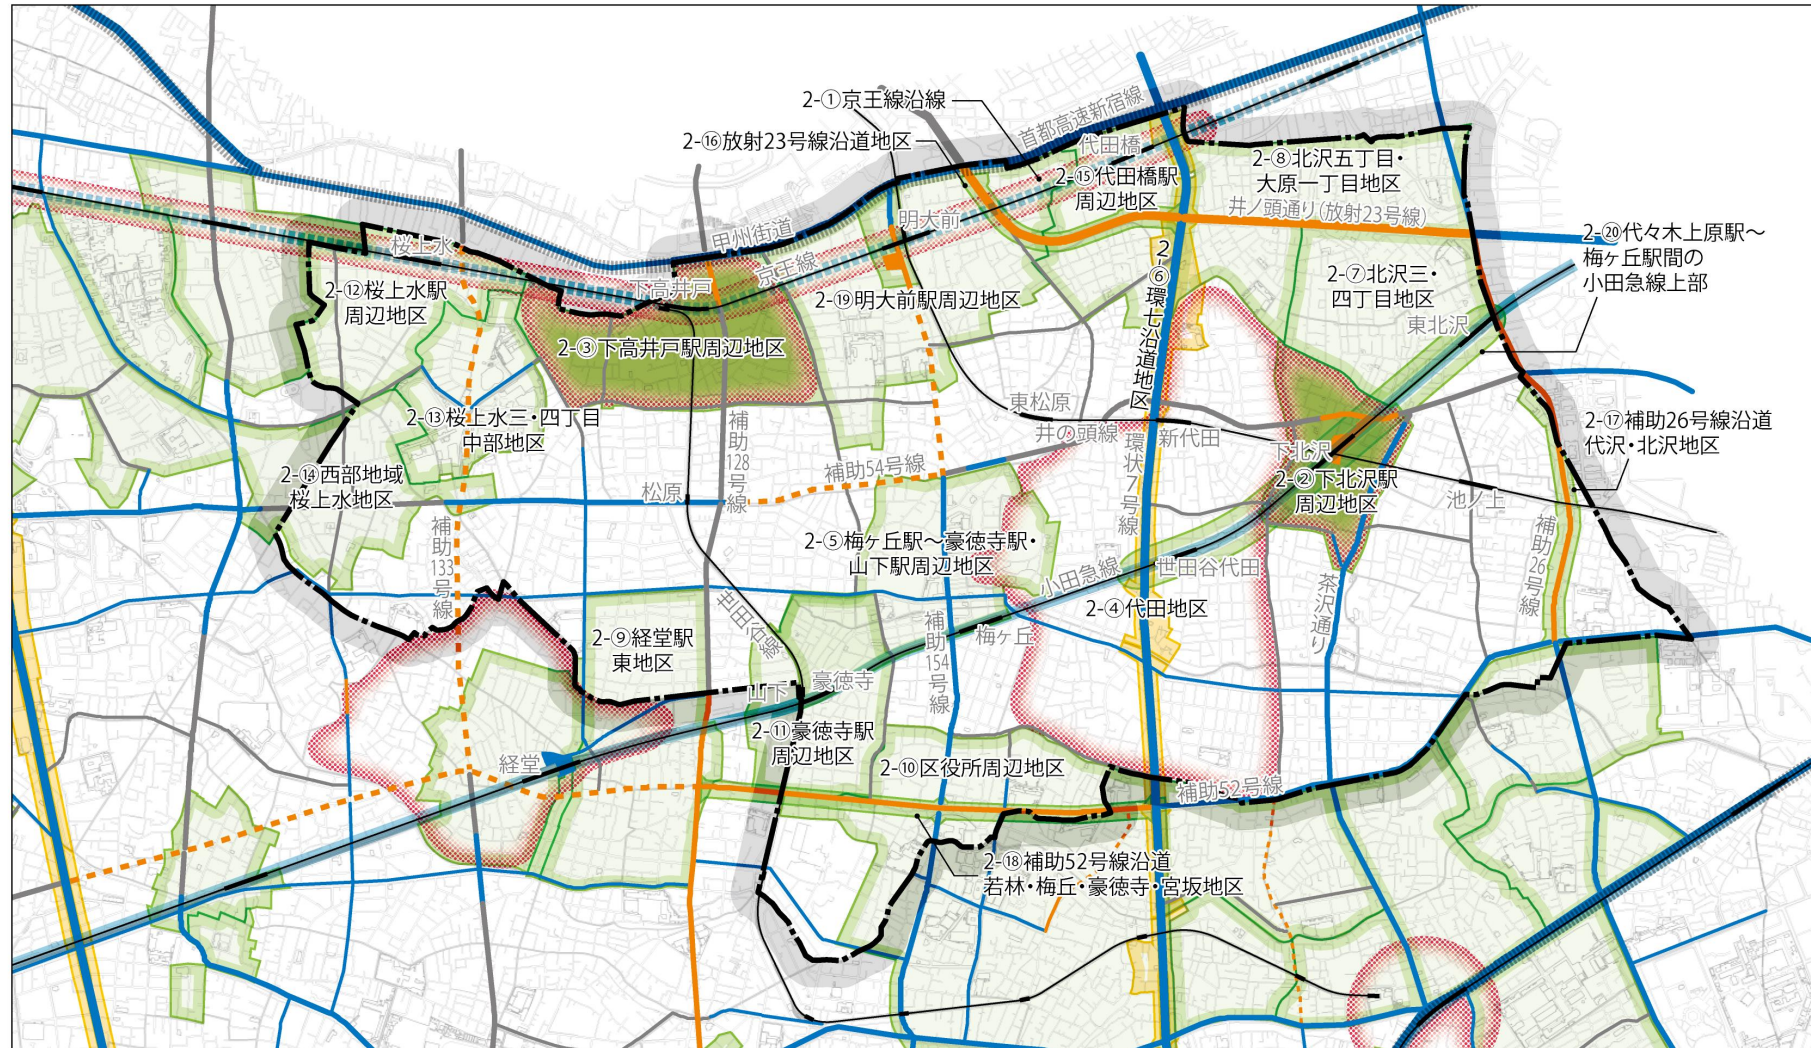 2-①京王線沿線
2-⑯放射23号線沿道地区
首都高速新宿線
代田橋
2-⑮代田橋駅
周辺地区
2-⑧北沢五丁目・
大原一丁目地区
井ノ頭通り(放射23号線)
2-⑳代々木上原駅～
梅ヶ丘駅間の
小田急線上部
桜上水
甲州街道
明大前
京王線
下高井戸
2-⑫桜上水駅
周辺地区
2-⑲明大前駅周辺地区
2-⑥環七沿道地区
2-⑦北沢三・
四丁目地区
東北沢
2-③下高井戸駅周辺地区
2-⑬桜上水三・四丁目
中部地区
東松原
井の頭線
新代田
下北沢
2-⑰補助26号線沿道
代沢・北沢地区
2-⑭西部地域
桜上水地区
補助128号線
補助54号線
松原
環状7号線
2-②下北沢駅
周辺地区
池ノ上
補助133号線
2-⑤梅ヶ丘駅～豪徳寺駅・
山下駅周辺地区
小田急線
世田谷代田
補助26号線
2-④代田地区
茶沢通り
世田谷線
補助154号線
梅ヶ丘
2-⑨経堂駅
東地区
山下
豪徳寺
2-⑪豪徳寺駅
周辺地区
経堂
2-⑩区役所周辺地区
補助52号線
2-⑱補助52号線沿道
若林・梅丘・豪徳寺・宮坂地区